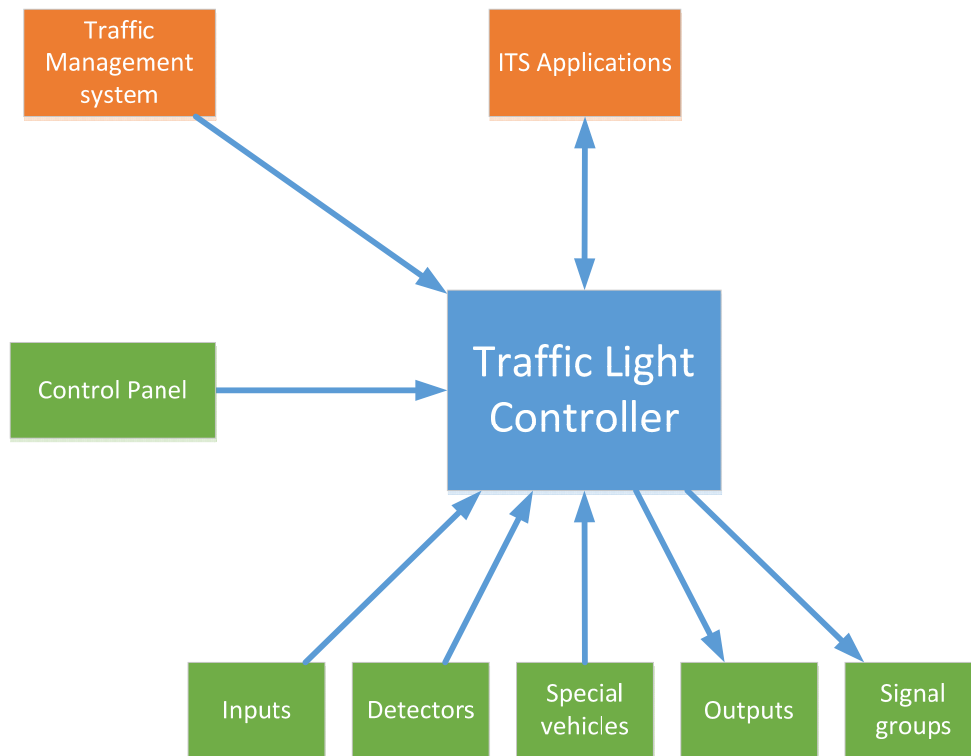 Traffic
Management
system
ITS Applications
Traffic Light
Controller
Control Panel
Inputs
Detectors
Special
vehicles
Outputs
Signal
groups